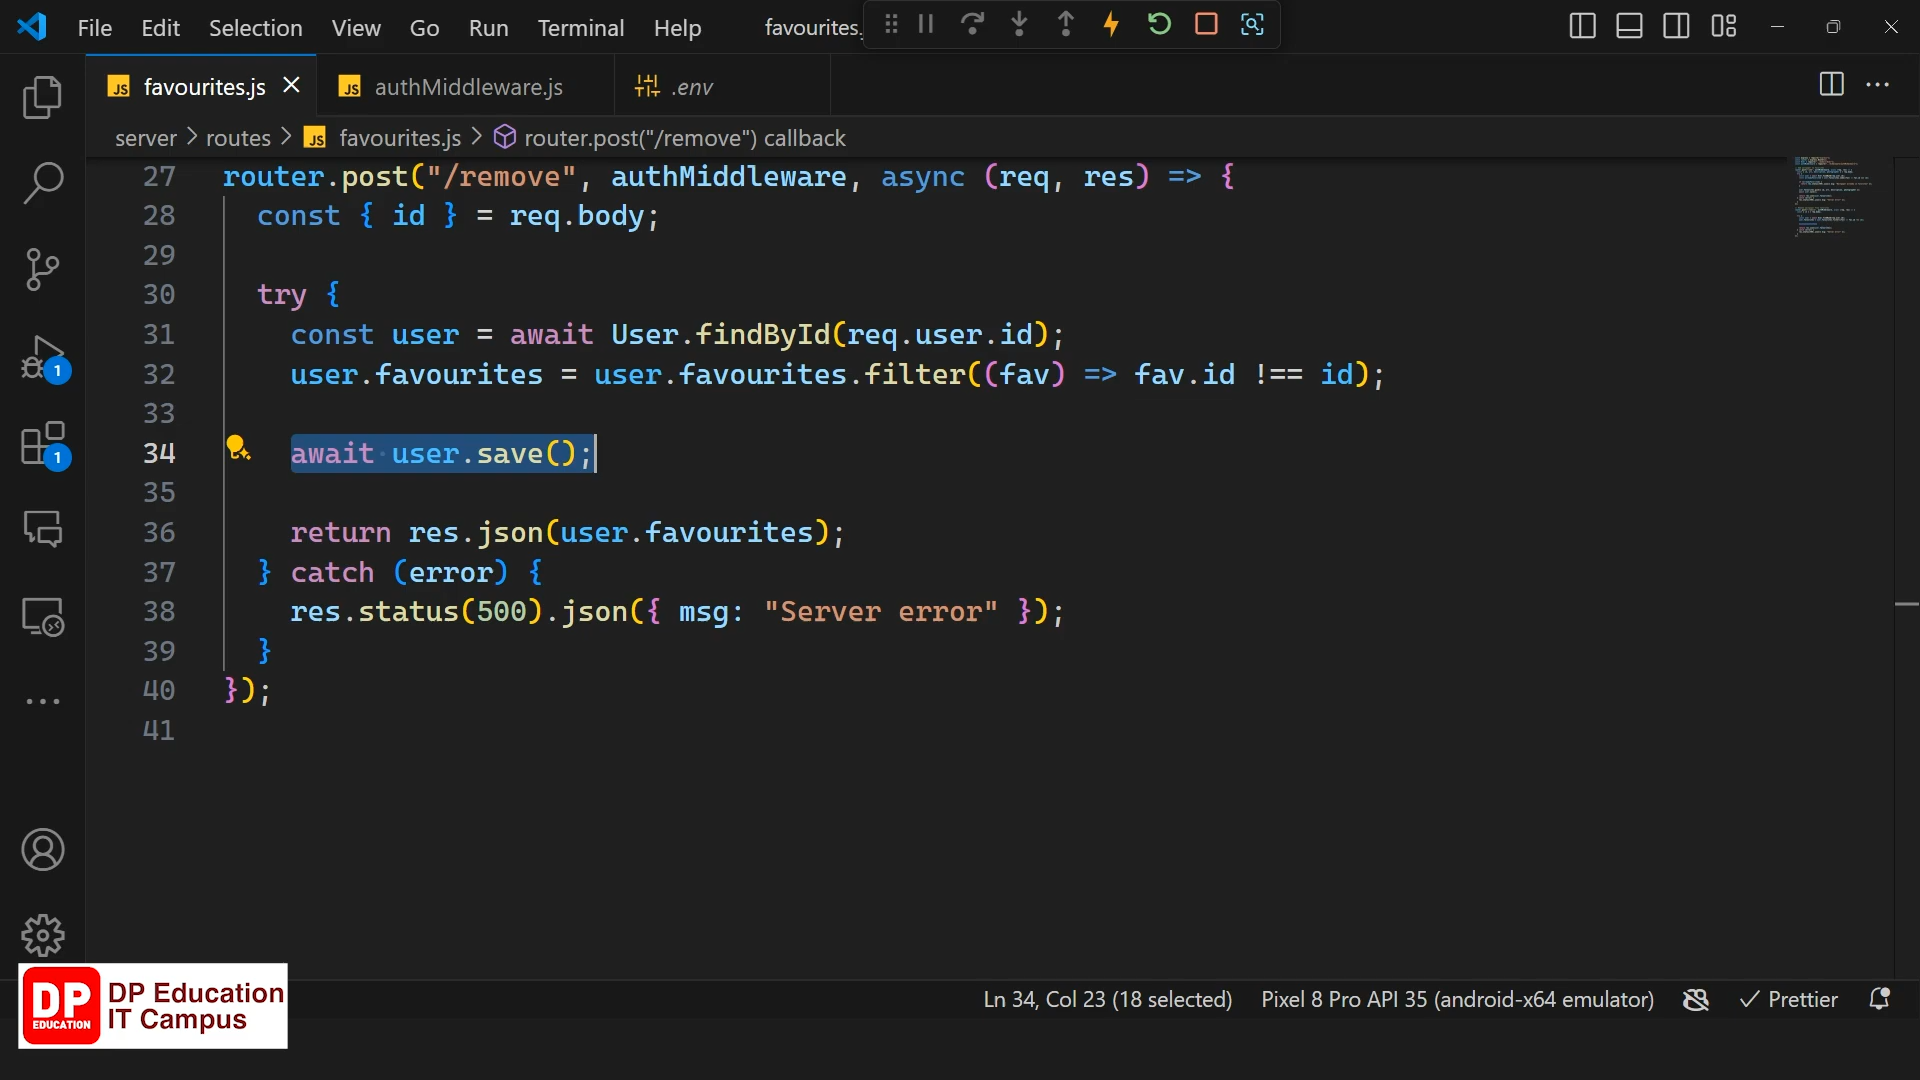 File Edit Selection View Go Run Terminal Help favourites.
favourites.js authMiddleware.js .env
server > routes > JS favourites.js > router.post("/remove") callback
27 router.post("/remove", authMiddleware, async (req, res) => {
28 const { id } = req.body;
29
30 try {
31 const user = await User.findById(req.user.id);
32 user.favourites = user.favourites.filter((fav) => fav.id !== id);
33
34 await user.save();
35
36 return res.json(user.favourites);
37 } catch (error) {
38 res.status(500).json({ msg: "Server error" });
39 }
40 });
41
1
1
DP EDUCATION
DP Education
IT Campus
Ln 34, Col 23 (18 selected) Pixel 8 Pro API 35 (android-x64 emulator) Prettier